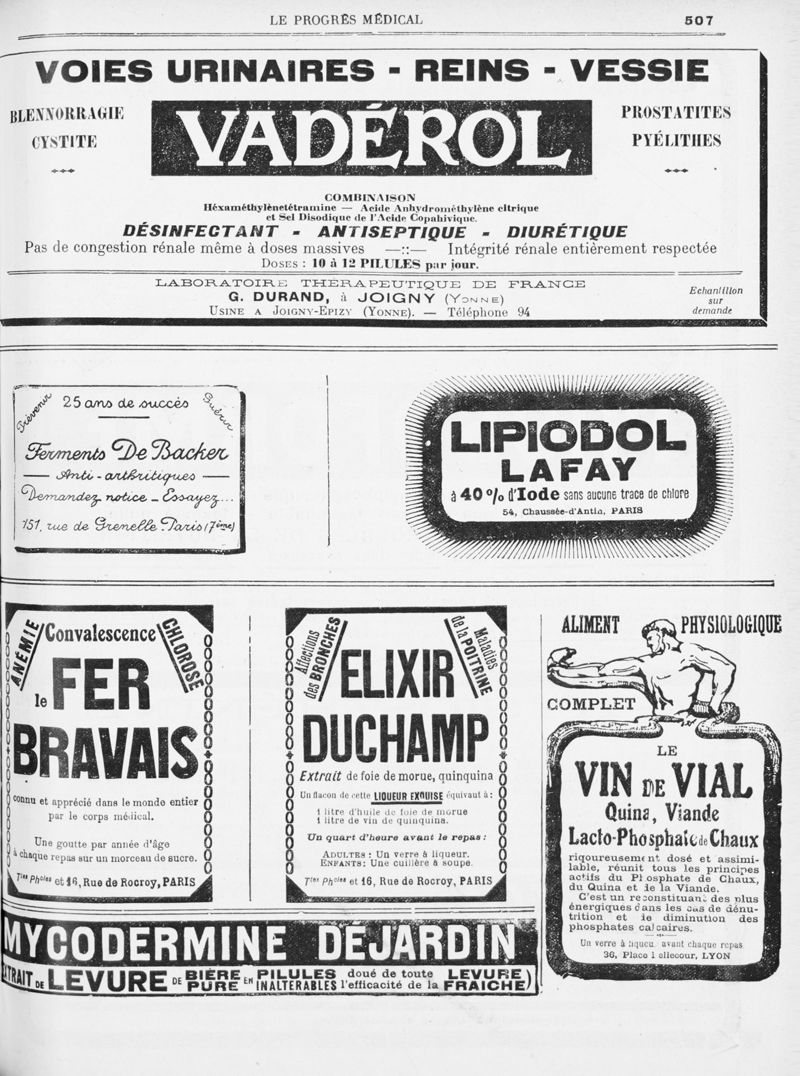 LE PROGRÈS MÉDICAL 507
VOIES URINAIRES - REINS - VESSIE
BLENNORRAGIE
CYSTITE
VADÉROL
PROSTATITES
PYÉLITHES
COMBINAISON
Héxaméthylènetétramine — Acide Anhydrométhylène citrique
et Sel Disodique de l'Acide Copahivique.
DÉSINFECTANT - ANTISEPTIQUE - DIURÉTIQUE
Pas de congestion rénale même à doses massives —::— Intégrité rénale entièrement respectée
DOSES : 10 à 12 PILULES par jour.
LABORATOIRE THÉRAPEUTIQUE DE FRANCE
G. DURAND, à JOIGNY (YONNE)
USINE A JOIGNY-EPIZY (YONNE). — Téléphone 94
Echantillon
sur
demande
Prévenir
25 ans de succès
Guérir
Ferments De Backer
— Anti-arthritiques —
Demandez notice - Essayez...
151, rue de Grenelle. Paris (7ème)
LIPIODOL
LAFAY
à 40% d'Iode sans aucune trace de chlore
54, Chaussée-d'Antin, PARIS
ANÉMIE
Convalescence
CHLOROSE
le FER
BRAVAIS
connu et apprécié dans le monde entier
par le corps médical.
Une goutte par année d'âge
à chaque repas sur un morceau de sucre.
Ttes Phcies et 16, Rue de Rocroy, PARIS
Affections
des BRONCHES
Maladies
de la POITRINE
ELIXIR
DUCHAMP
Extrait de foie de morue, quinquina
Un flacon de cette LIQUEUR EXQUISE équivaut à :
1 litre d'huile de foie de morue
1 litre de vin de quinquina.
Un quart d'heure avant le repas :
ADULTES : Un verre à liqueur.
ENFANTS : Une cuillère à soupe.
Ttes Phcies et 16, Rue de Rocroy, PARIS
ALIMENT PHYSIOLOGIQUE
COMPLET
LE
VIN DE VIAL
Quina, Viande
Lacto-Phosphate de Chaux
rigoureusement dosé et assimi-
lable, réunit tous les principes
actifs du Phosphate de Chaux,
du Quina et de la Viande.
C'est un reconstituant des plus
énergiques dans les cas de dénu-
trition et de diminution des
phosphates calcaires.
Un verre à liqueur avant chaque repas
36, Place Bellecour, LYON
MYCODERMINE DÉJARDIN
EXTRAIT DE LEVURE DE BIÈRE PURE EN PILULES INALTÉRABLES doué de toute l'efficacité de la LEVURE FRAICHE)